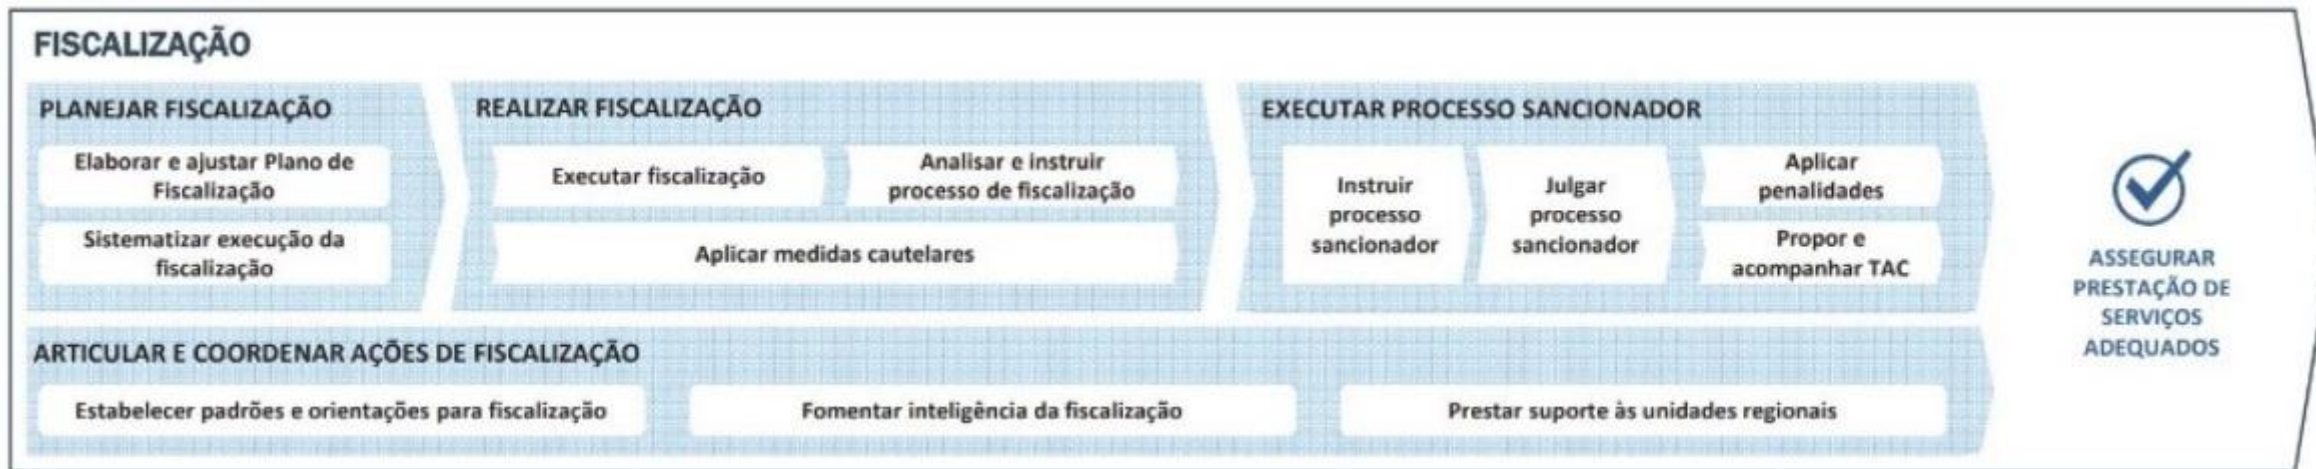 FISCALIZAÇÃO
PLANEJAR FISCALIZAÇÃO
Elaborar e ajustar Plano de
Fiscalização
Sistematizar execução da
fiscalização
REALIZAR FISCALIZAÇÃO
Executar fiscalização
Analisar e instruir
processo de fiscalização
Aplicar medidas cautelares
EXECUTAR PROCESSO SANCIONADOR
Instruir
processo
sancionador
Julgar
processo
sancionador
Aplicar
penalidades
Propor e
acompanhar TAC
ARTICULAR E COORDENAR AÇÕES DE FISCALIZAÇÃO
Estabelecer padrões e orientações para fiscalização
Fomentar inteligência da fiscalização
Prestar suporte às unidades regionais
ASSEGURAR
PRESTAÇÃO DE
SERVIÇOS
ADEQUADOS